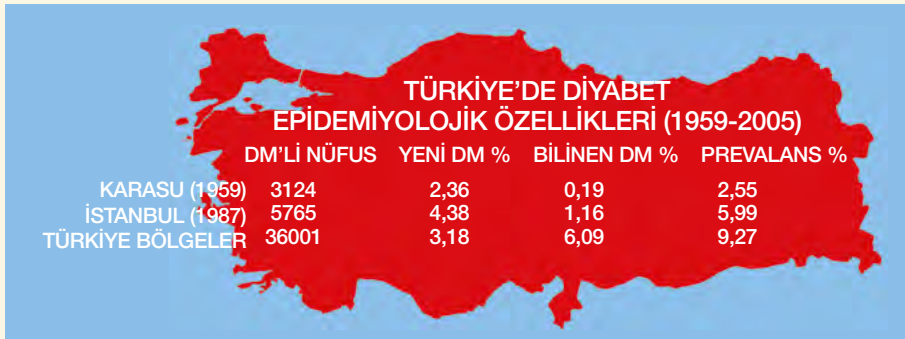 TÜRKİYE'DE DİYABET
EPİDEMİYOLOJİK ÖZELLİKLERİ (1959-2005)
DM'Lİ NÜFUS YENİ DM % BİLİNEN DM % PREVALANS %
KARASU (1959) 3124 2,36 0,19 2,55
İSTANBUL (1987) 5765 4,38 1,16 5,99
TÜRKİYE BÖLGELER 36001 3,18 6,09 9,27